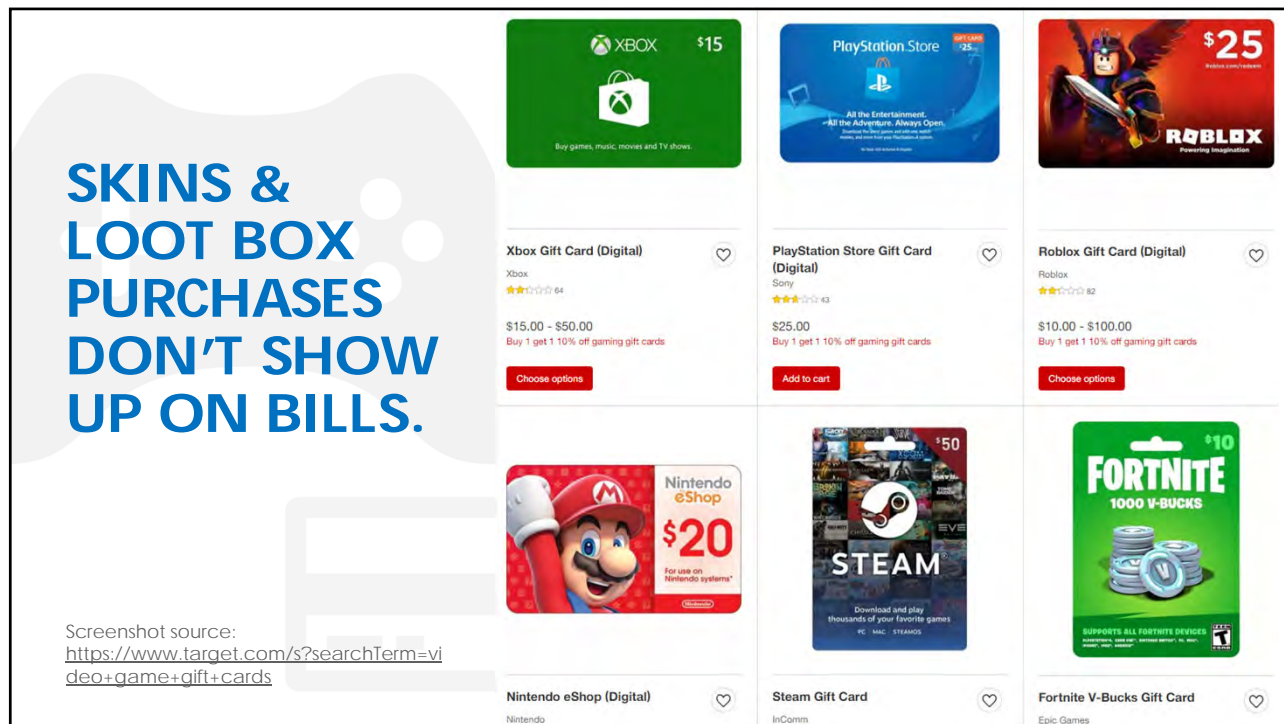 SKINS &
LOOT BOX
PURCHASES
DON'T SHOW
UP ON BILLS.
Screenshot source:
https://www.target.com/s?searchTerm=vi
deo+game+gift+cards
XBOX $15
Buy games, music, movies and TV shows.
Xbox Gift Card (Digital)
Xbox
64
$15.00 - $50.00
Buy 1 get 1 10% off gaming gift cards
Choose options
PlayStation Store
GIFT CARD
$25
All the Entertainment.
All the Adventure. Always Open.
PlayStation Store Gift Card
(Digital)
Sony
43
$25.00
Buy 1 get 1 10% off gaming gift cards
Add to cart
$25
Roblox.com/redeem
ROBLOX
Powering Imagination
Roblox Gift Card (Digital)
Roblox
82
$10.00 - $100.00
Buy 1 get 1 10% off gaming gift cards
Choose options
Nintendo
eShop
$20
For use on
Nintendo systems*
Nintendo
Nintendo eShop (Digital)
Nintendo
$50
XCOM
EVE
STEAM
Download and play
thousands of your favorite games
PC MAC STEAMOS
Steam Gift Card
InComm
$10
FORTNITE
1000 V-BUCKS
SUPPORTS ALL FORTNITE DEVICES
T
Fortnite V-Bucks Gift Card
Epic Games